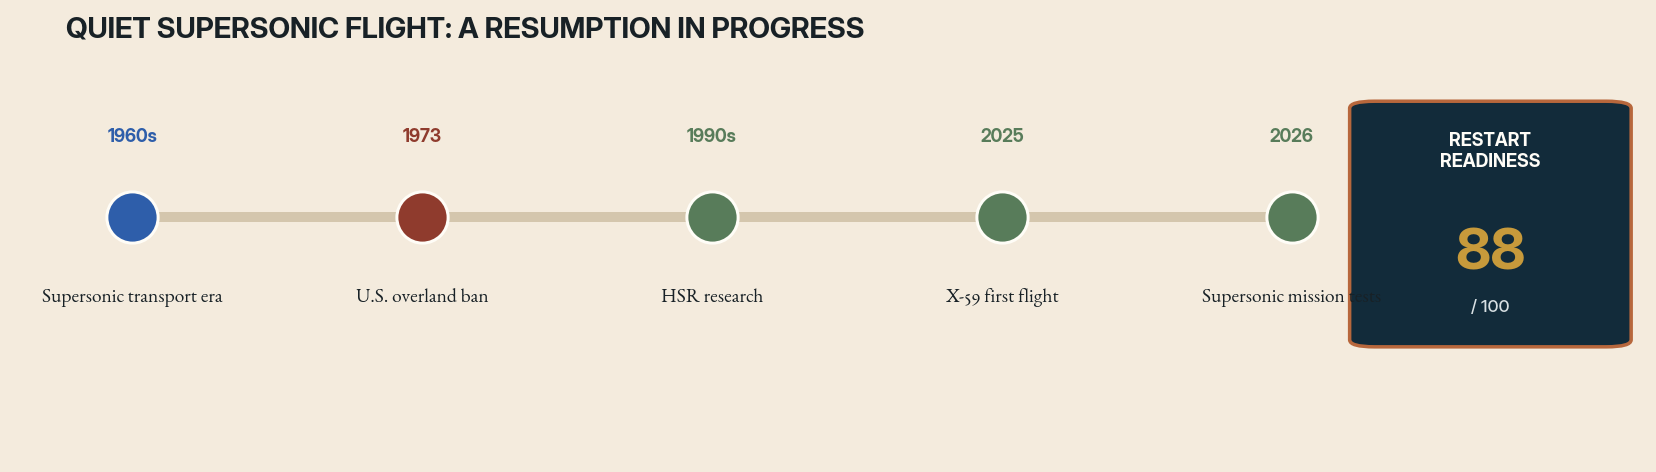 QUIET SUPERSONIC FLIGHT: A RESUMPTION IN PROGRESS
1960s
1973
1990s
2025
2026
Supersonic transport era
U.S. overland ban
HSR research
X-59 first flight
Supersonic mission tests
RESTART
READINESS
88
/ 100